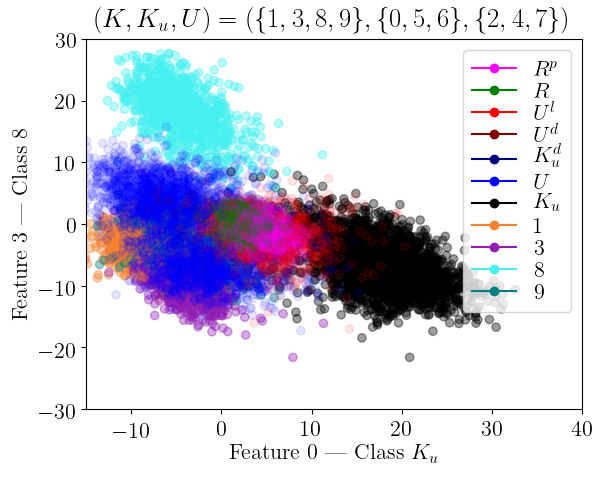 (K, K_u, U) = ({1, 3, 8, 9}, {0, 5, 6}, {2, 4, 7})
30
20
10
0
−10
−20
−30
Feature 3 — Class 8
R^p
R
U^l
U^d
K_u^d
U
K_u
1
3
8
9
−10
0
10
20
30
40
Feature 0 — Class K_u